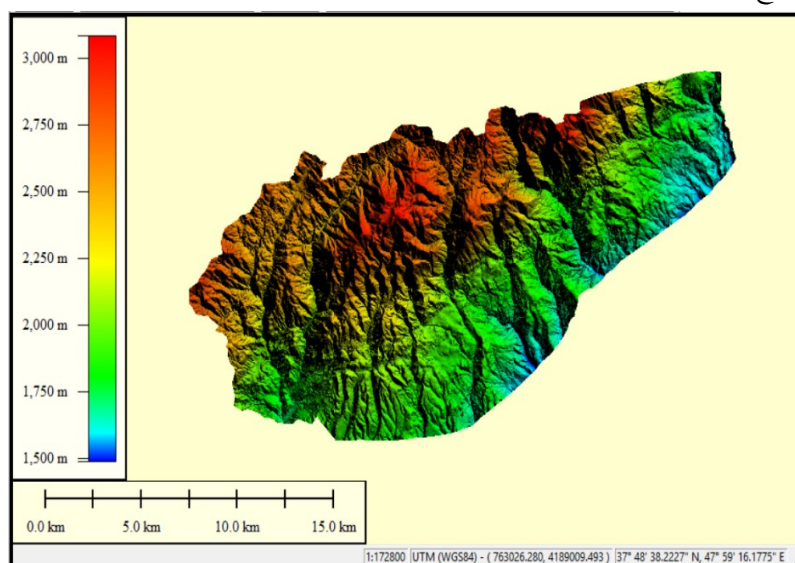 3,000 m
2,750 m
2,500 m
2,250 m
2,000 m
1,750 m
1,500 m
0.0 km 5.0 km 10.0 km 15.0 km
1:172800 UTM (WGS84) - ( 763026.280, 4189009.493 ) 37° 48' 38.2227" N, 47° 59' 16.1775" E